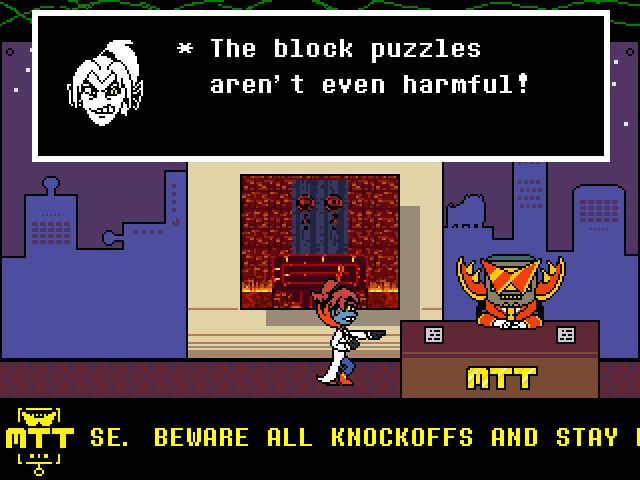 * The block puzzles
aren't even harmful!
MTT
MTT SE. BEWARE ALL KNOCKOFFS AND STAY